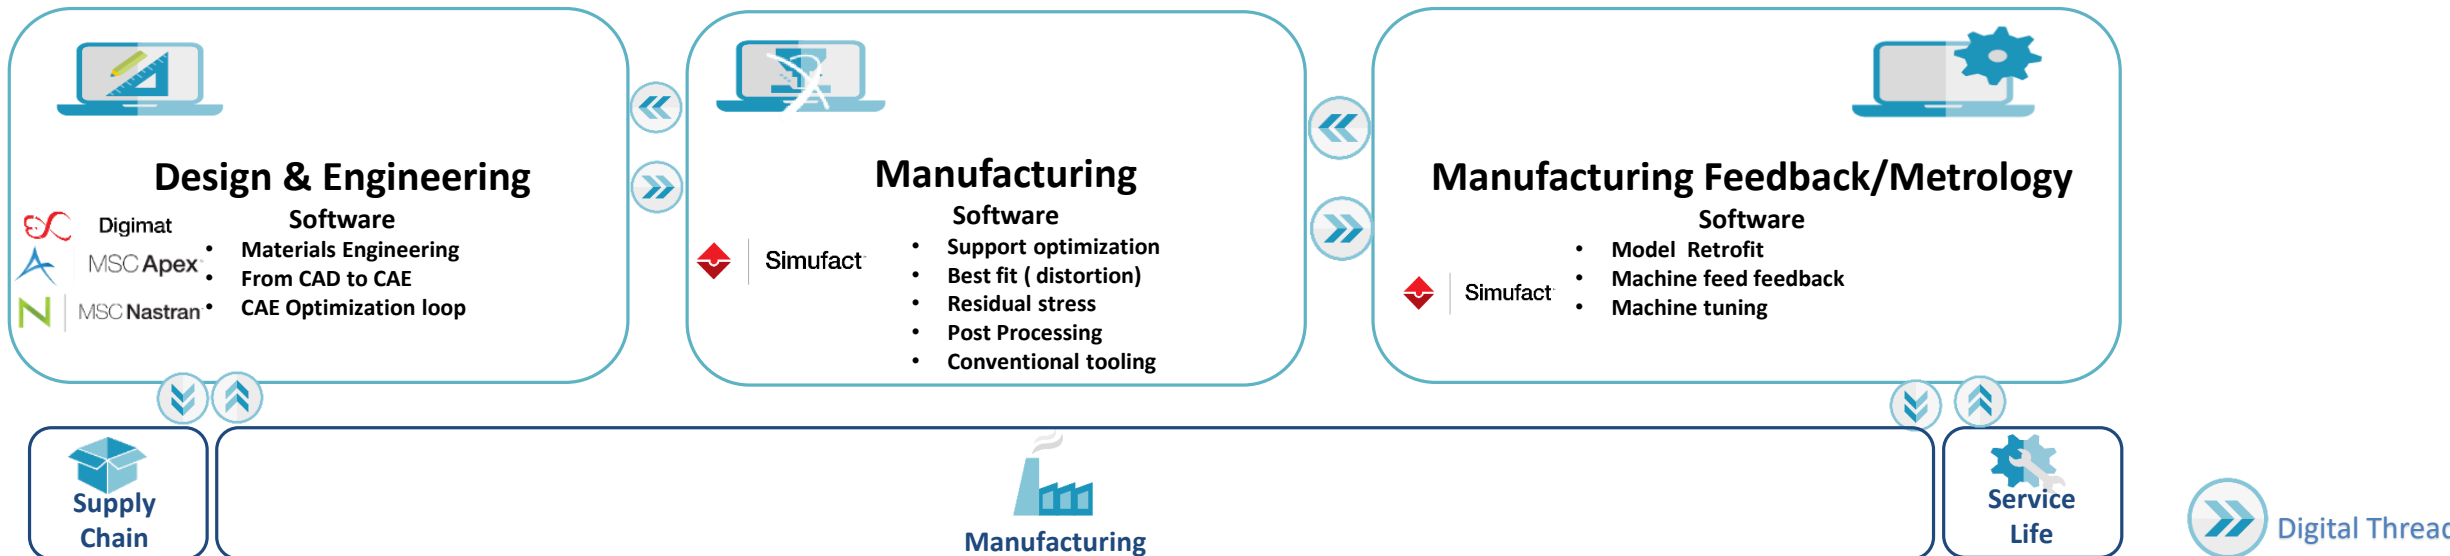 Design & Engineering
Software
Digimat
MSC Apex
MSC Nastran
• Materials Engineering
• From CAD to CAE
• CAE Optimization loop
Manufacturing
Software
Simufact
• Support optimization
• Best fit ( distortion)
• Residual stress
• Post Processing
• Conventional tooling
Manufacturing Feedback/Metrology
Software
Simufact
• Model Retrofit
• Machine feed feedback
• Machine tuning
Supply
Chain
Manufacturing
Service
Life
Digital Thread